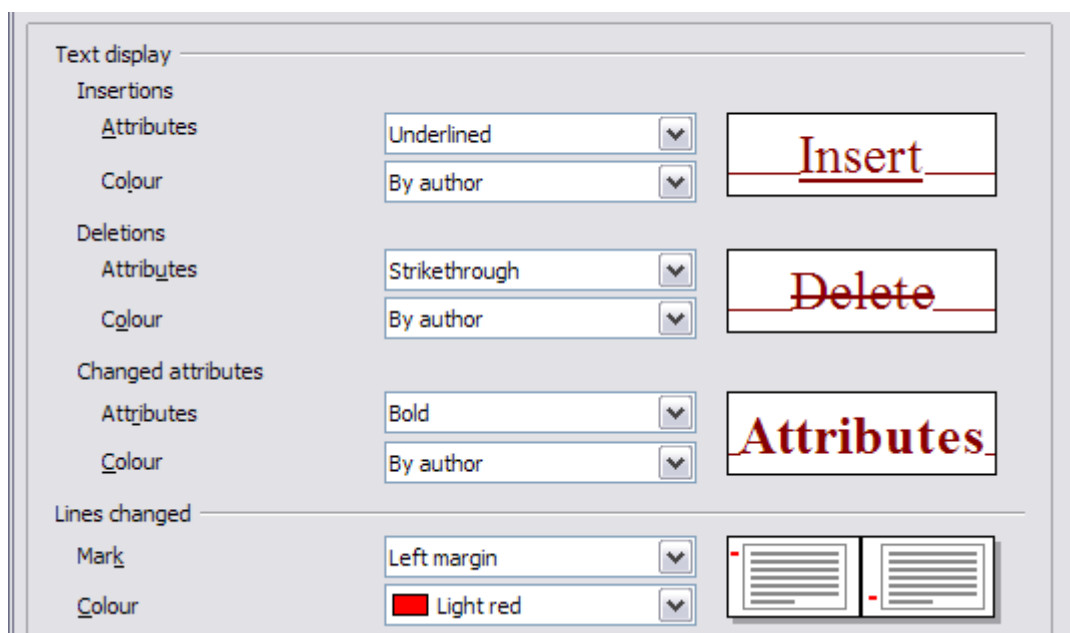 Text display
Insertions
Attributes Underlined
Insert
Colour By author
Deletions
Attributes Strikethrough
Delete
Colour By author
Changed attributes
Attributes Bold
Attributes
Colour By author
Lines changed
Mark Left margin
Colour Light red